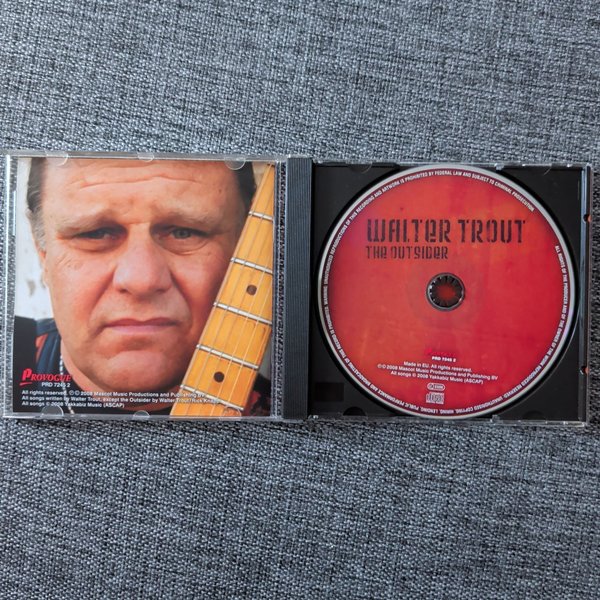 PROVOGUE
PRD 7245 2
All rights reserved. ℗© 2008 Mascot Music Productions and Publishing BV
All songs written by Walter Trout, except the Outsider by Walter Trout/Rick Knapp
All songs © 2008 Yakkabiz Music (ASCAP)
WALTER TROUT
THE OUTSIDER
PRD 7245 2
Made in EU. All rights reserved.
℗© 2008 Mascot Music Productions and Publishing BV
All songs © 2008 Yakkabiz Music (ASCAP)